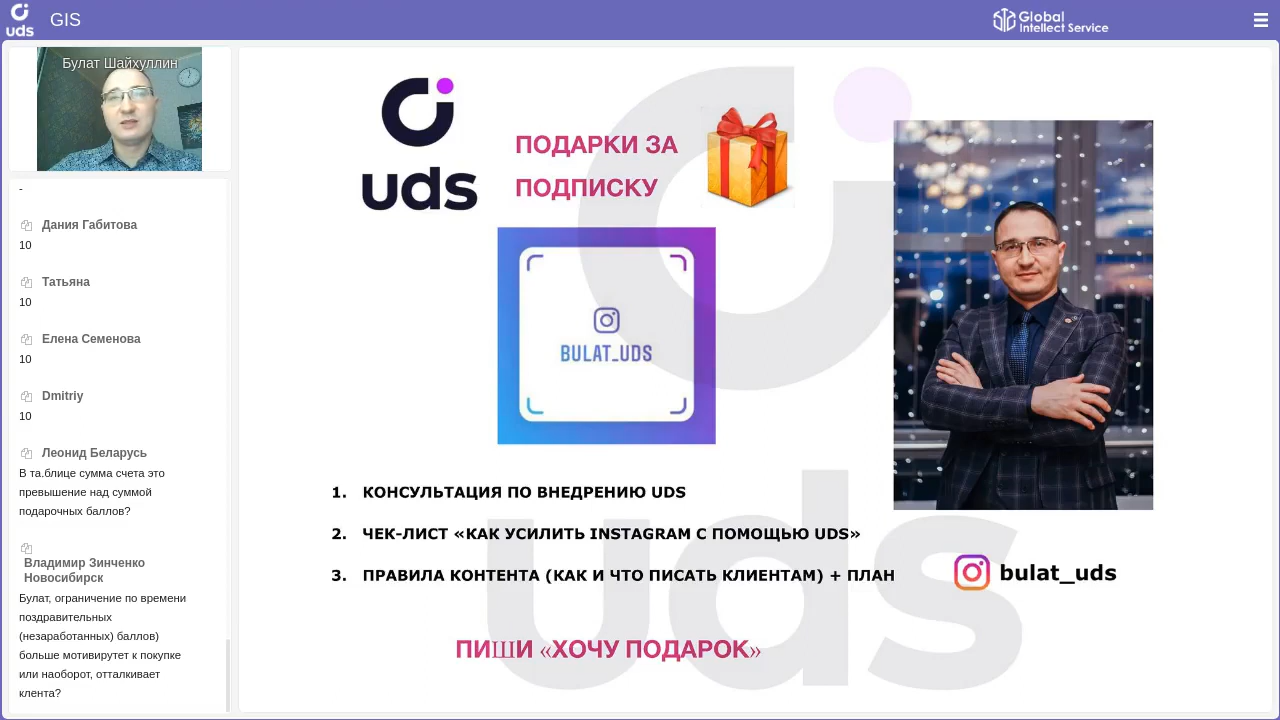 uds
GIS
Global
Intellect Service
Булат Шайхуллин
-
Дания Габитова
10
Татьяна
10
Елена Семенова
10
Dmitriy
10
Леонид Беларусь
В та.блице сумма счета это
превышение над суммой
подарочных баллов?
Владимир Зинченко
Новосибирск
Булат, ограничение по времени
поздравительных
(незаработанных) баллов)
больше мотивирутет к покупке
или наоборот, отталкивает
клента?
uds
ПОДАРКИ ЗА
ПОДПИСКУ
BULAT_UDS
1. КОНСУЛЬТАЦИЯ ПО ВНЕДРЕНИЮ UDS
2. ЧЕК-ЛИСТ «КАК УСИЛИТЬ INSTAGRAM С ПОМОЩЬЮ UDS»
3. ПРАВИЛА КОНТЕНТА (КАК И ЧТО ПИСАТЬ КЛИЕНТАМ) + ПЛАН
bulat_uds
ПИШИ «ХОЧУ ПОДАРОК»
uds